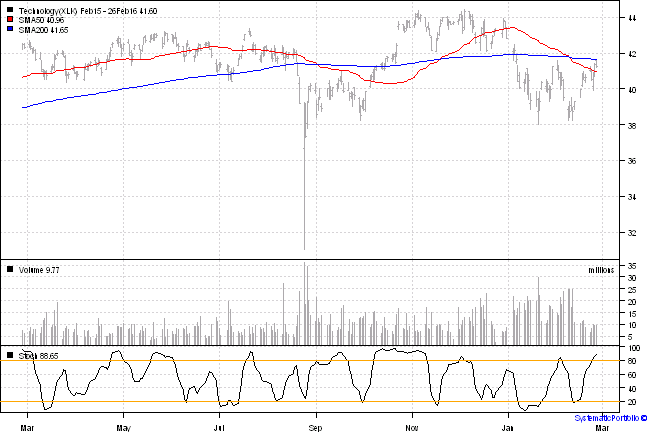 Technology(XLK) Feb15 - 26Feb16 41.60
SMA50 40.96
SMA200 41.65
44
42
40
38
36
34
32
Volume 9.77
millions
35
30
25
20
15
10
5
Stoch 88.65
100
80
60
40
20
Mar May Jul Sep Nov Jan Mar
SystematicPortfolio ©